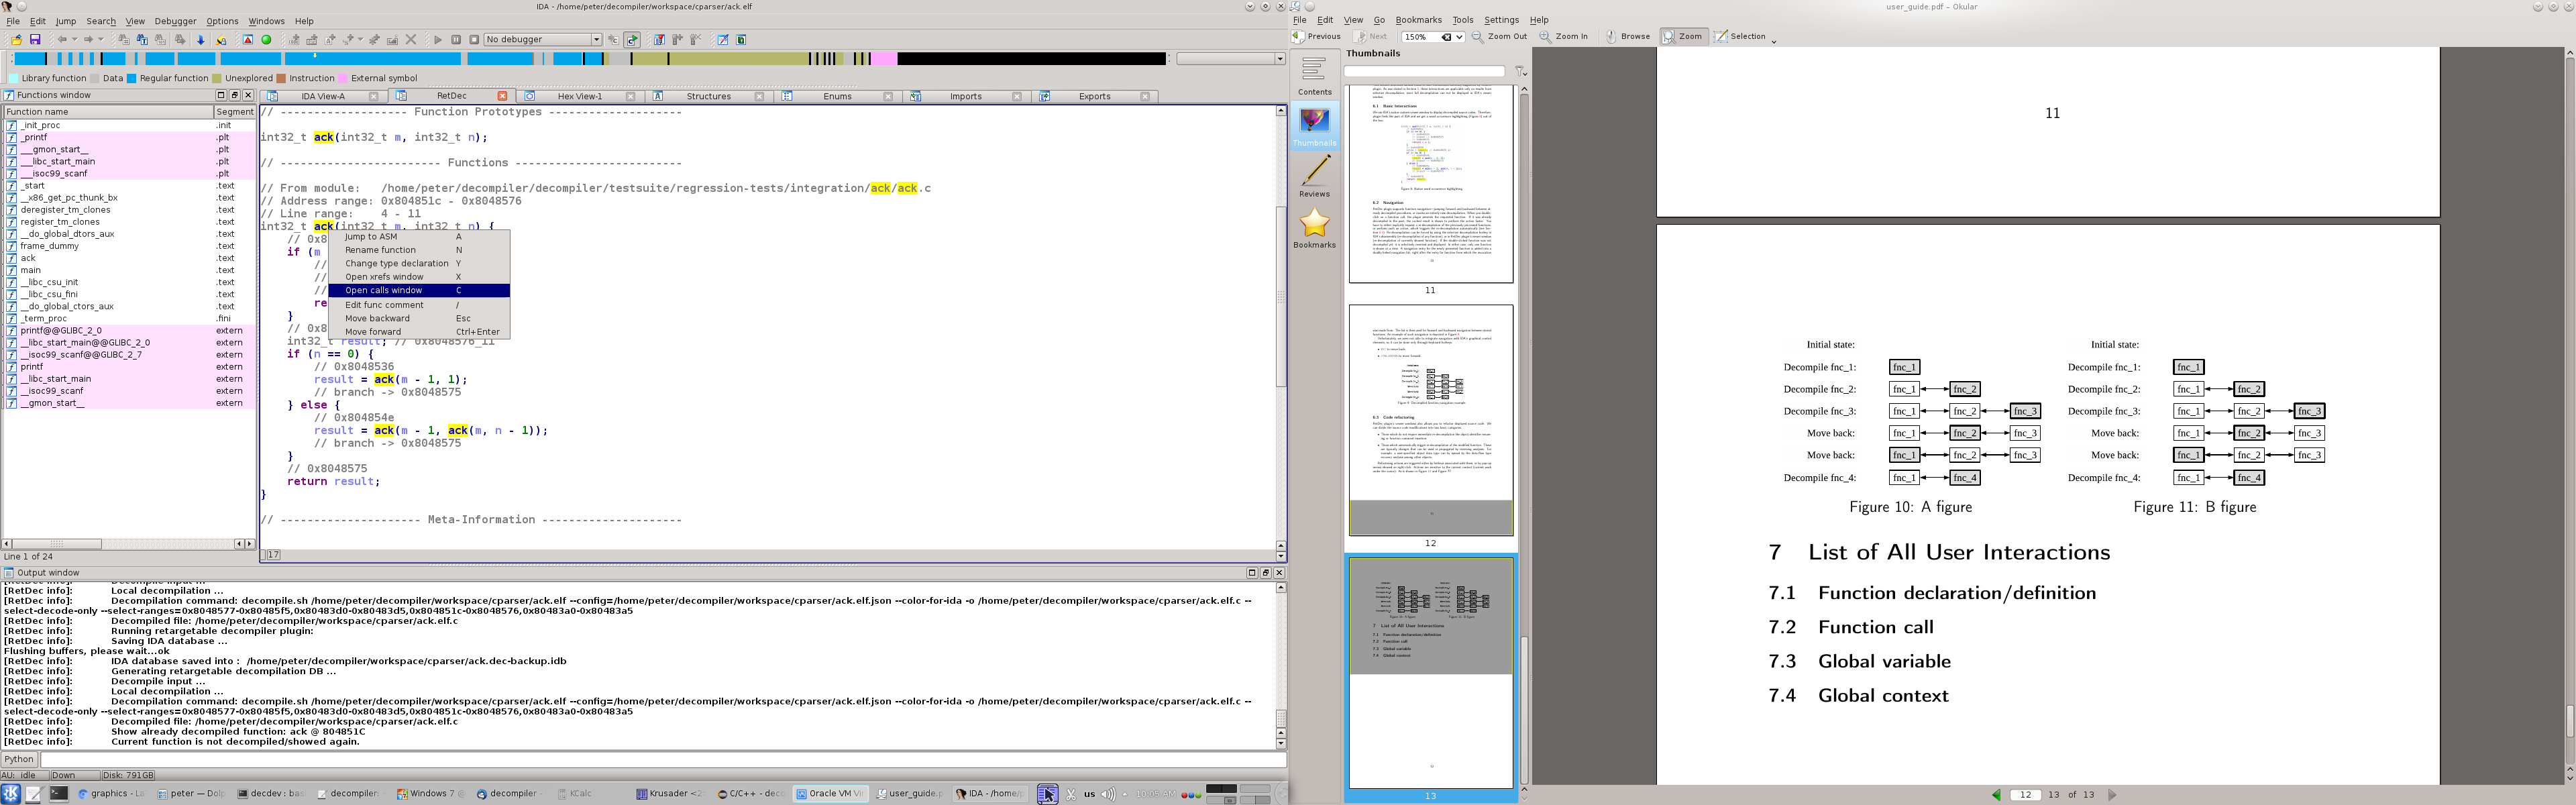 IDA - /home/peter/decompiler/workspace/cparser/ack.elf
File Edit Jump Search View Debugger Options Windows Help
No debugger
Library function Data Regular function Unexplored Instruction External symbol
Functions window
Function name Segment
_init_proc .init
_printf .plt
___gmon_start__ .plt
___libc_start_main .plt
___isoc99_scanf .plt
_start .text
__x86_get_pc_thunk_bx .text
deregister_tm_clones .text
register_tm_clones .text
__do_global_dtors_aux .text
frame_dummy .text
ack .text
main .text
__libc_csu_init .text
__libc_csu_fini .text
__do_global_ctors_aux .text
_term_proc .fini
printf@@GLIBC_2_0 extern
__libc_start_main@@GLIBC_2_0 extern
__isoc99_scanf@@GLIBC_2_7 extern
printf extern
__libc_start_main extern
__isoc99_scanf extern
__gmon_start__ extern
Line 1 of 24
IDA View-A RetDec Hex View-1 Structures Enums Imports Exports
// -------------------- Function Prototypes --------------------
int32_t ack(int32_t m, int32_t n);
// ------------------------ Functions -------------------------
// From module: /home/peter/decompiler/decompiler/testsuite/regression-tests/integration/ack/ack.c
// Address range: 0x804851c - 0x8048576
// Line range: 4 - 11
int32_t ack(int32_t m, int32_t n) {
// 0x8
if (m
//
//
//
re
}
// 0x8
int32_t result; // 0x8048576_11
if (n == 0) {
// 0x8048536
result = ack(m - 1, 1);
// branch -> 0x8048575
} else {
// 0x804854e
result = ack(m - 1, ack(m, n - 1));
// branch -> 0x8048575
}
// 0x8048575
return result;
}
// --------------------- Meta-Information ---------------------
17
Jump to ASM A
Rename function N
Change type declaration Y
Open xrefs window X
Open calls window C
Edit func comment /
Move backward Esc
Move forward Ctrl+Enter
Output window
[RetDec info]: Decompile input ...
[RetDec info]: Local decompilation ...
[RetDec info]: Decompilation command: decompile.sh /home/peter/decompiler/workspace/cparser/ack.elf --config=/home/peter/decompiler/workspace/cparser/ack.elf.json --color-for-ida -o /home/peter/decompiler/workspace/cparser/ack.elf.c --
select-decode-only --select-ranges=0x8048577-0x80485f5,0x80483d0-0x80483d5,0x804851c-0x8048576,0x80483a0-0x80483a5
[RetDec info]: Decompiled file: /home/peter/decompiler/workspace/cparser/ack.elf.c
[RetDec info]: Running retargetable decompiler plugin:
[RetDec info]: Saving IDA database ...
Flushing buffers, please wait...ok
[RetDec info]: IDA database saved into : /home/peter/decompiler/workspace/cparser/ack.dec-backup.idb
[RetDec info]: Generating retargetable decompilation DB ...
[RetDec info]: Decompile input ...
[RetDec info]: Local decompilation ...
[RetDec info]: Decompilation command: decompile.sh /home/peter/decompiler/workspace/cparser/ack.elf --config=/home/peter/decompiler/workspace/cparser/ack.elf.json --color-for-ida -o /home/peter/decompiler/workspace/cparser/ack.elf.c --
select-decode-only --select-ranges=0x8048577-0x80485f5,0x80483d0-0x80483d5,0x804851c-0x8048576,0x80483a0-0x80483a5
[RetDec info]: Decompiled file: /home/peter/decompiler/workspace/cparser/ack.elf.c
[RetDec info]: Show already decompiled function: ack @ 804851C
[RetDec info]: Current function is not decompiled/showed again.
Python
AU: idle Down Disk: 791GB
graphics - peter — Dol decdev : bas decompiler Windows 7 decompiler KCalc Krusader C/C++ - dec Oracle VM user_guide.p IDA - /home/p us 10:05 AM
user_guide.pdf - Okular
File Edit View Go Bookmarks Tools Settings Help
Previous Next 150% Zoom Out Zoom In Browse Zoom Selection
Contents
Thumbnails
Reviews
Bookmarks
Thumbnails
6.1 Basic Interactions
6.2 Navigation
11
6.3 Code refactoring
12
13
11
Initial state:
Decompile fnc_1: fnc_1
Decompile fnc_2: fnc_1 fnc_2
Decompile fnc_3: fnc_1 fnc_2 fnc_3
Move back: fnc_1 fnc_2 fnc_3
Move back: fnc_1 fnc_2 fnc_3
Decompile fnc_4: fnc_1 fnc_4
Figure 10: A figure
Initial state:
Decompile fnc_1: fnc_1
Decompile fnc_2: fnc_1 fnc_2
Decompile fnc_3: fnc_1 fnc_2 fnc_3
Move back: fnc_1 fnc_2 fnc_3
Move back: fnc_1 fnc_2 fnc_3
Decompile fnc_4: fnc_1 fnc_4
Figure 11: B figure
7 List of All User Interactions
7.1 Function declaration/definition
7.2 Function call
7.3 Global variable
7.4 Global context
12 13 of 13